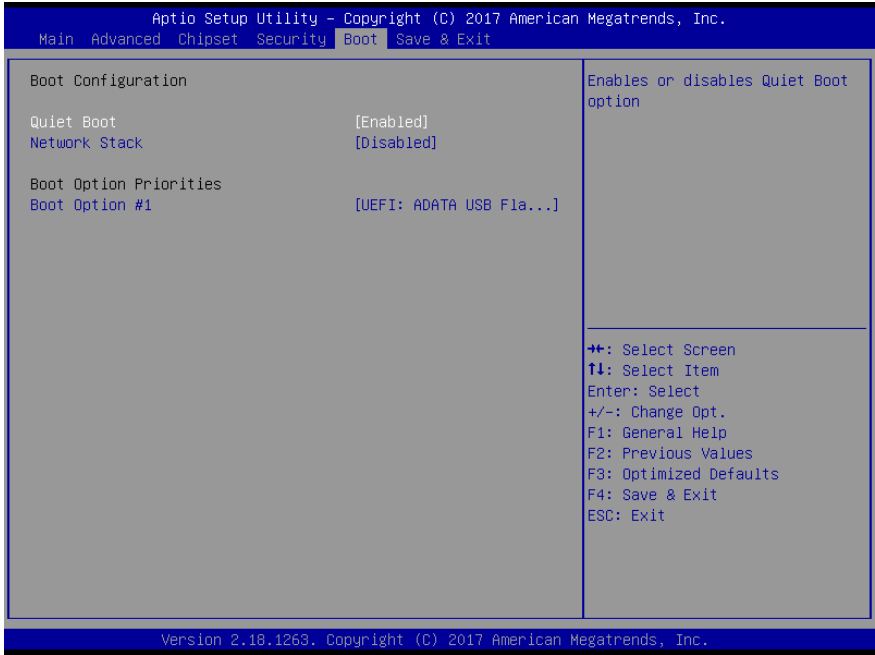 Aptio Setup Utility – Copyright (C) 2017 American Megatrends, Inc.
Main Advanced Chipset Security Boot Save & Exit
Boot Configuration
Quiet Boot [Enabled]
Network Stack [Disabled]
Boot Option Priorities
Boot Option #1 [UEFI: ADATA USB Fla...]
Enables or disables Quiet Boot
option
→←: Select Screen
↑↓: Select Item
Enter: Select
+/-: Change Opt.
F1: General Help
F2: Previous Values
F3: Optimized Defaults
F4: Save & Exit
ESC: Exit
Version 2.18.1263. Copyright (C) 2017 American Megatrends, Inc.